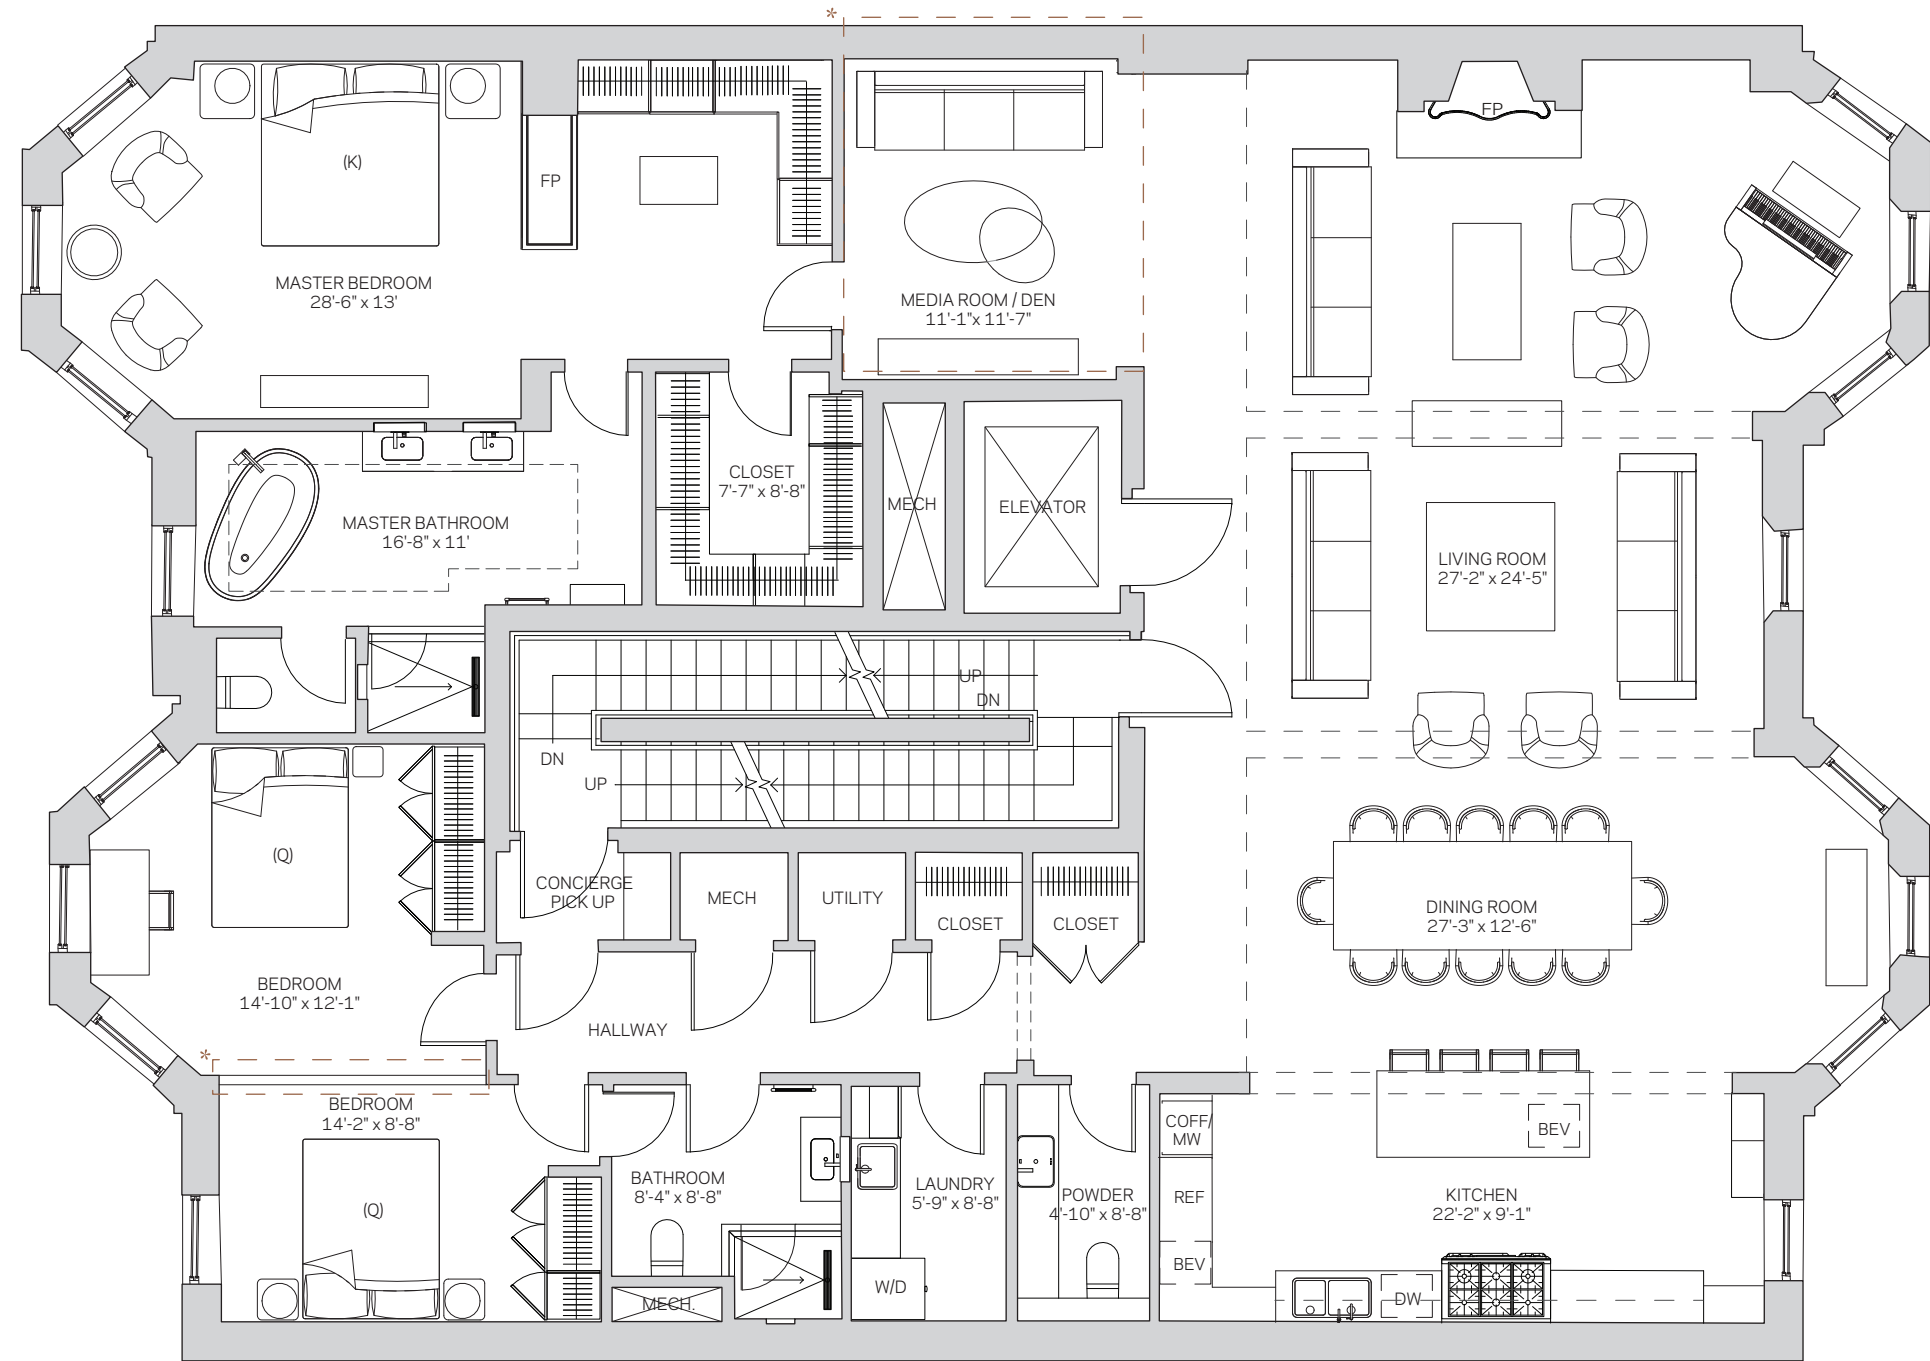 *
FP
(K)
FP
MASTER BEDROOM
28'-6" x 13'
MEDIA ROOM / DEN
11'-1"x 11'-7"
CLOSET
7'-7" x 8'-8"
MECH
ELEVATOR
MASTER BATHROOM
16'-8" x 11'
LIVING ROOM
27'-2" x 24'-5"
UP
DN
DN
UP
(Q)
CONCIERGE
PICK UP
MECH
UTILITY
CLOSET
CLOSET
DINING ROOM
27'-3" x 12'-6"
BEDROOM
14'-10" x 12'-1"
HALLWAY
*
BEDROOM
14'-2" x 8'-8"
COFF/
MW
BEV
BATHROOM
8'-4" x 8'-8"
LAUNDRY
5'-9" x 8'-8"
POWDER
4'-10" x 8'-8"
REF
KITCHEN
22'-2" x 9'-1"
(Q)
BEV
W/D
MECH.
DW